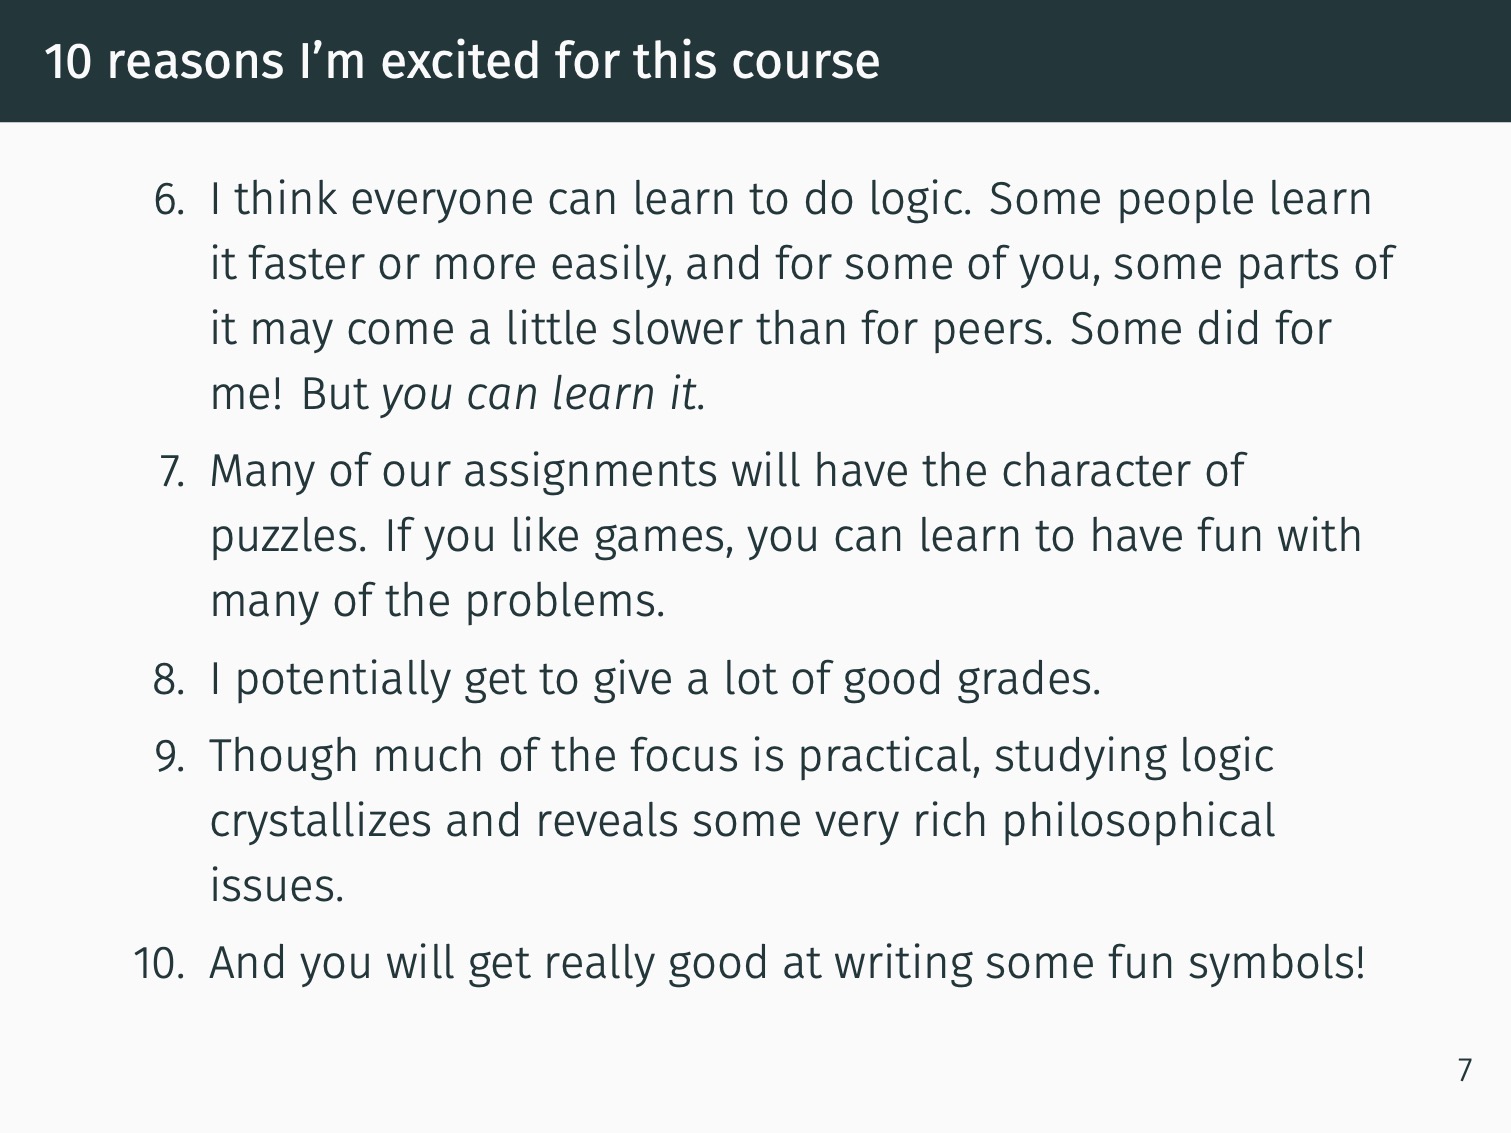 10 reasons I’m excited for this course
6. I think everyone can learn to do logic. Some people learn
it faster or more easily, and for some of you, some parts of
it may come a little slower than for peers. Some did for
me! But you can learn it.
7. Many of our assignments will have the character of
puzzles. If you like games, you can learn to have fun with
many of the problems.
8. I potentially get to give a lot of good grades.
9. Though much of the focus is practical, studying logic
crystallizes and reveals some very rich philosophical
issues.
10. And you will get really good at writing some fun symbols!
7